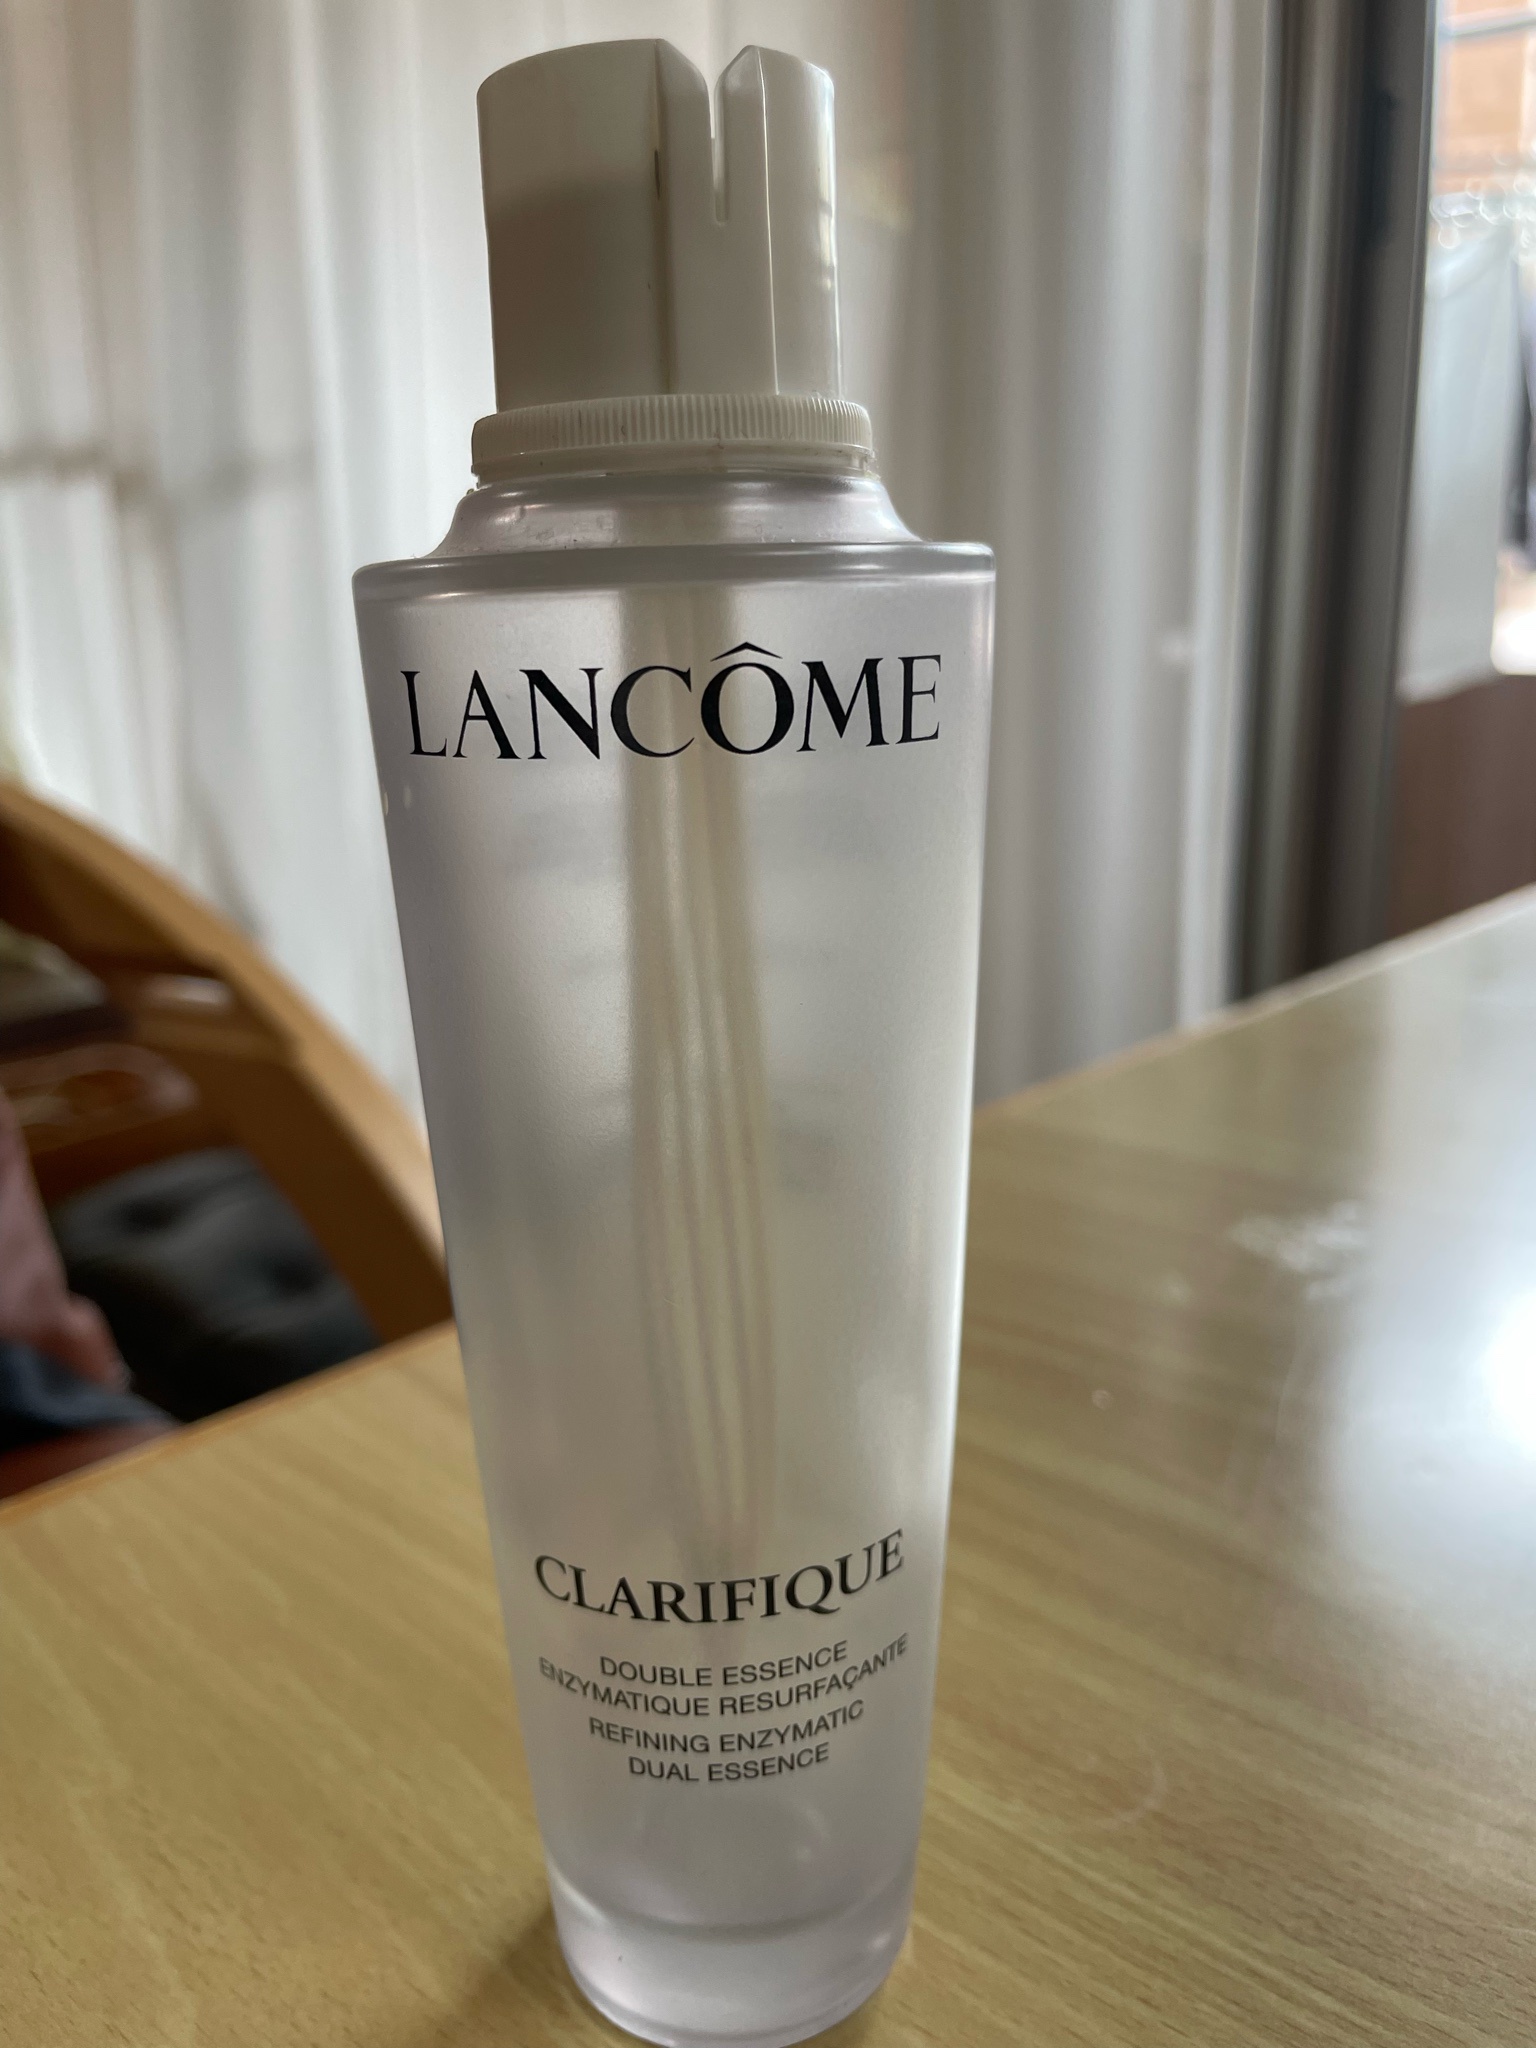 LANCÔME
CLARIFIQUE
DOUBLE ESSENCE
ENZYMATIQUE RESURFAÇANTE
REFINING ENZYMATIC
DUAL ESSENCE